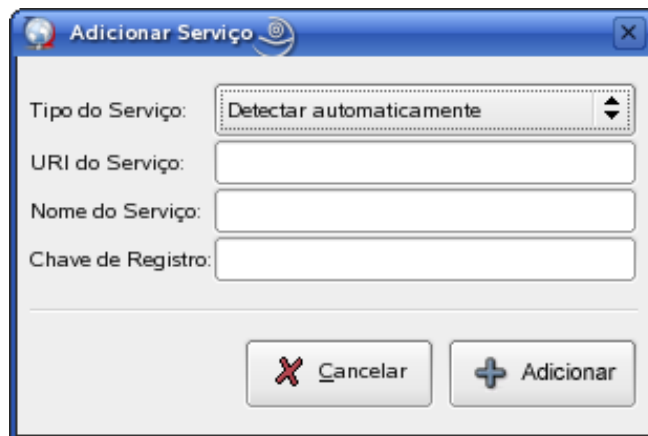 Adicionar Serviço
Tipo do Serviço: Detectar automaticamente
URI do Serviço:
Nome do Serviço:
Chave de Registro:
Cancelar Adicionar